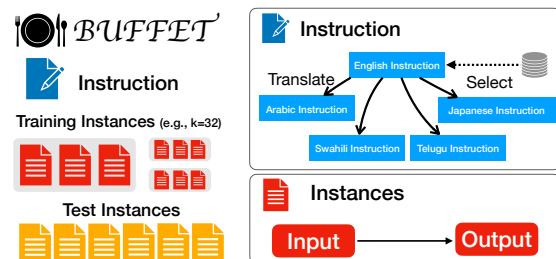 BUFFET
Instruction
Training Instances (e.g., k=32)
Test Instances
Instruction
English Instruction
Translate
Select
Arabic Instruction
Japanese Instruction
Swahili Instruction
Telugu Instruction
Instances
Input
Output